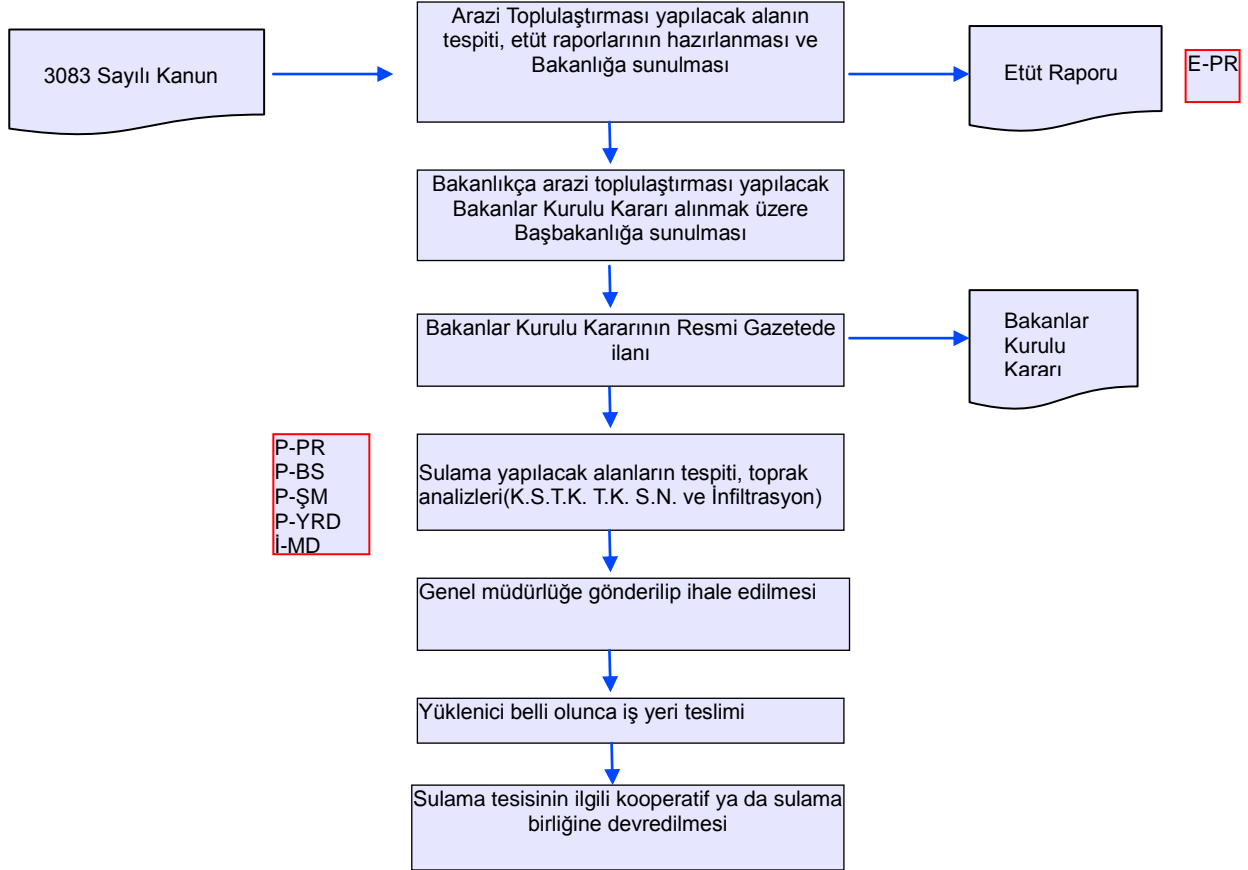 3083 Sayılı Kanun
Arazi Toplulaştırması yapılacak alanın
tespiti, etüt raporlarının hazırlanması ve
Bakanlığa sunulması
Etüt Raporu
E-PR
Bakanlıkça arazi toplulaştırması yapılacak
Bakanlar Kurulu Kararı alınmak üzere
Başbakanlığa sunulması
Bakanlar Kurulu Kararının Resmi Gazetede
ilanı
Bakanlar
Kurulu
Kararı
P-PR
P-BS
P-ŞM
P-YRD
İ-MD
Sulama yapılacak alanların tespiti, toprak
analizleri(K.S.T.K. T.K. S.N. ve İnfiltrasyon)
Genel müdürlüğe gönderilip ihale edilmesi
Yüklenici belli olunca iş yeri teslimi
Sulama tesisinin ilgili kooperatif ya da sulama
birliğine devredilmesi